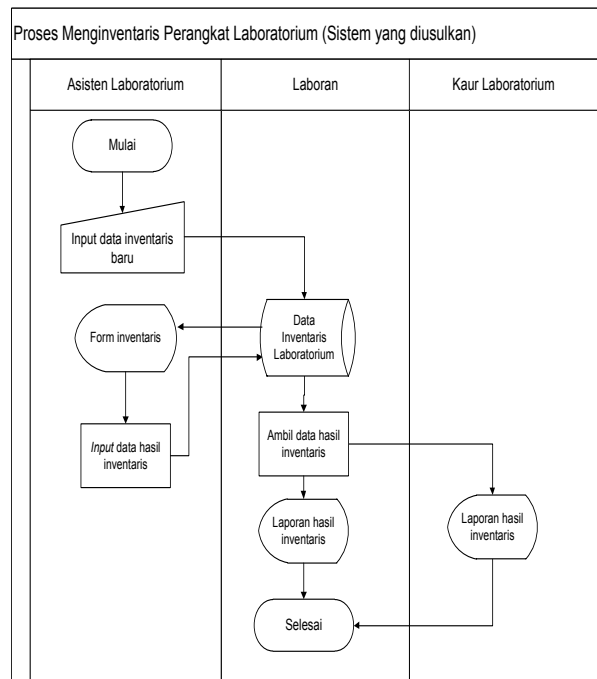 Proses Menginventaris Perangkat Laboratorium (Sistem yang diusulkan)
Asisten Laboratorium
Laboran
Kaur Laboratorium
Mulai
Input data inventaris
baru
Form inventaris
Data
Inventaris
Laboratorium
Input data hasil
inventaris
Ambil data hasil
inventaris
Laporan hasil
inventaris
Laporan hasil
inventaris
Selesai